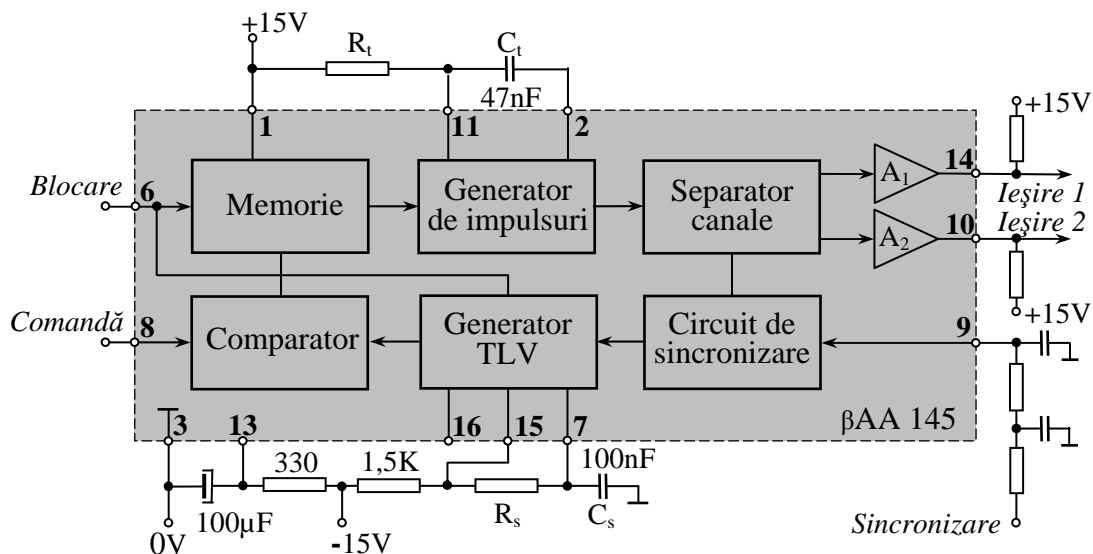 +15V
Rt
Ct
47nF
+15V
1
11
2
Blocare
6
Memorie
Generator
de impulsuri
Separator
canale
A1
14
Ieşire 1
Ieşire 2
A2
10
+15V
Comandă
8
Comparator
Generator
TLV
Circuit de
sincronizare
9
3
13
16
15
7
βAA 145
330
1,5K
100nF
100µF
Rs
Cs
0V
-15V
Sincronizare